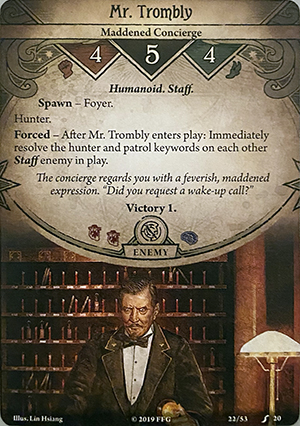 Mr. Trombly
Maddened Concierge
4 5 4
Humanoid. Staff.
Spawn – Foyer.
Hunter.
Forced – After Mr. Trombly enters play: Immediately
resolve the hunter and patrol keywords on each other
Staff enemy in play.
The concierge regards you with a feverish, maddened
expression. “Did you request a wake-up call?”
Victory 1.
ENEMY
Illus. Lin Hsiang
© 2019 FFG
22/53
20